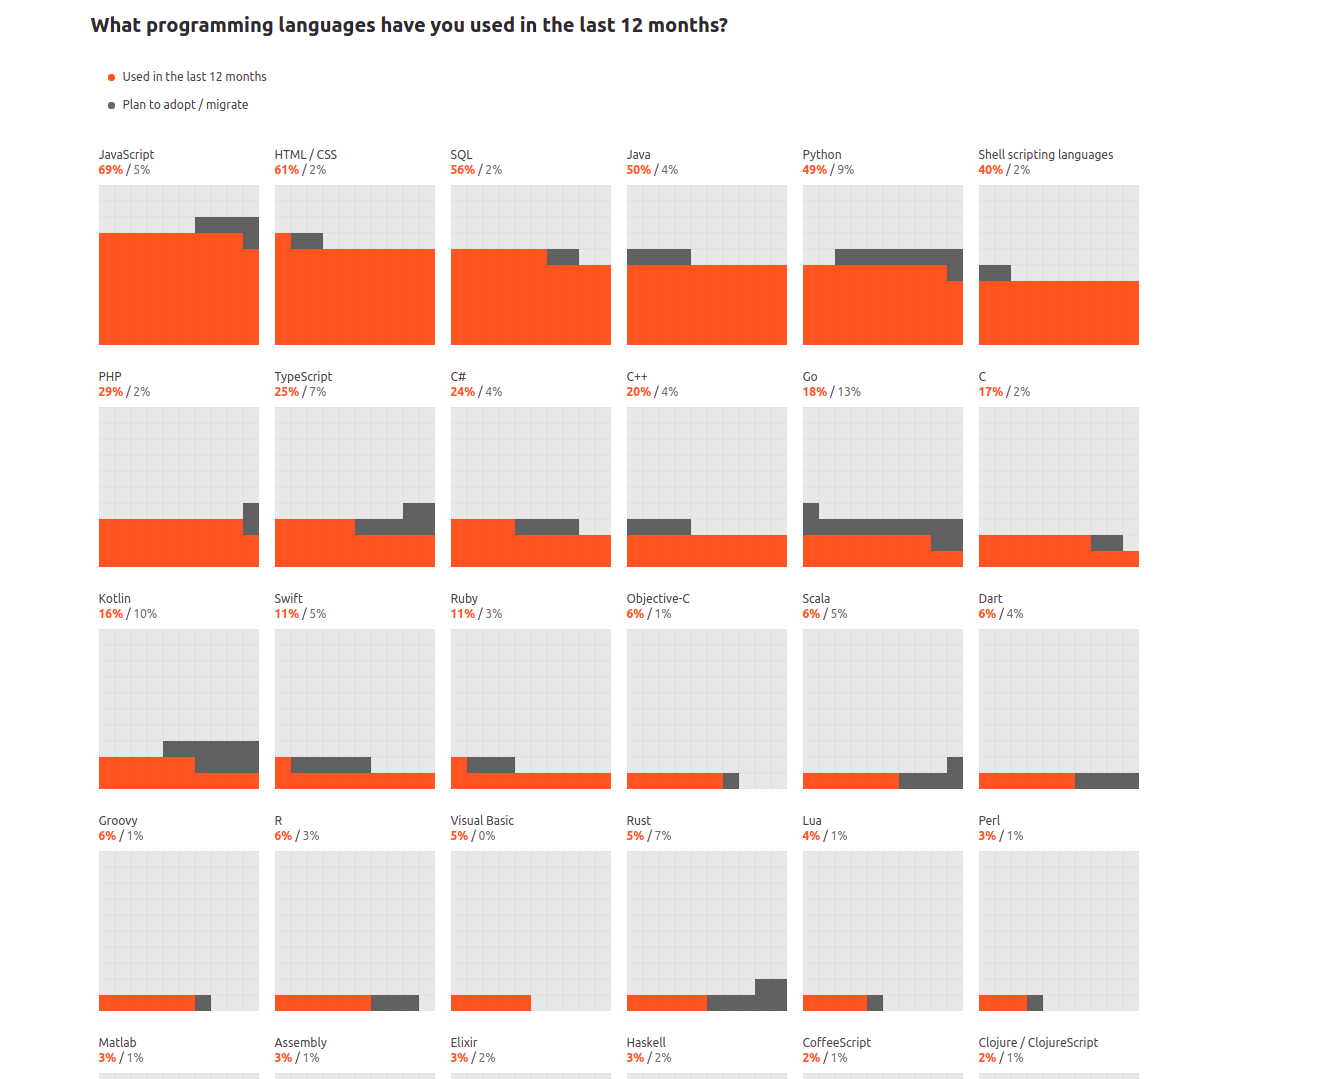 What programming languages have you used in the last 12 months?
Used in the last 12 months
Plan to adopt / migrate
JavaScript
69% / 5%
HTML / CSS
61% / 2%
SQL
56% / 2%
Java
50% / 4%
Python
49% / 9%
Shell scripting languages
40% / 2%
PHP
29% / 2%
TypeScript
25% / 7%
C#
24% / 4%
C++
20% / 4%
Go
18% / 13%
C
17% / 2%
Kotlin
16% / 10%
Swift
11% / 5%
Ruby
11% / 3%
Objective-C
6% / 1%
Scala
6% / 5%
Dart
6% / 4%
Groovy
6% / 1%
R
6% / 3%
Visual Basic
5% / 0%
Rust
5% / 7%
Lua
4% / 1%
Perl
3% / 1%
Matlab
3% / 1%
Assembly
3% / 1%
Elixir
3% / 2%
Haskell
3% / 2%
CoffeeScript
2% / 1%
Clojure / ClojureScript
2% / 1%